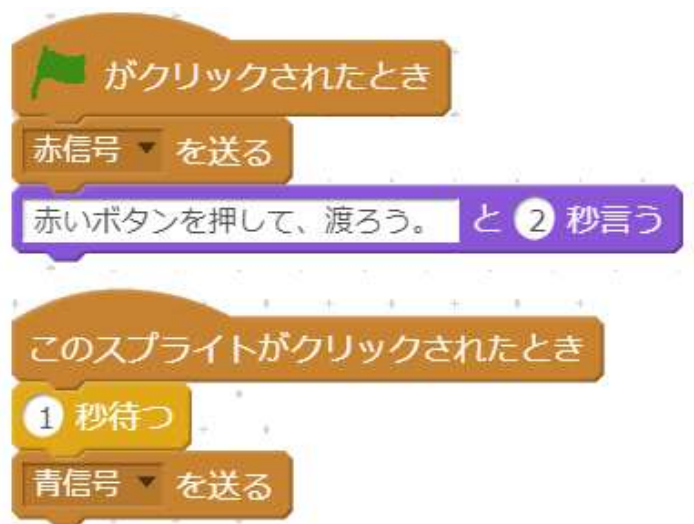 がクリックされたとき
赤信号 を送る
赤いボタンを押して、渡ろう。 と 2 秒言う
このスプライトがクリックされたとき
1 秒待つ
青信号 を送る